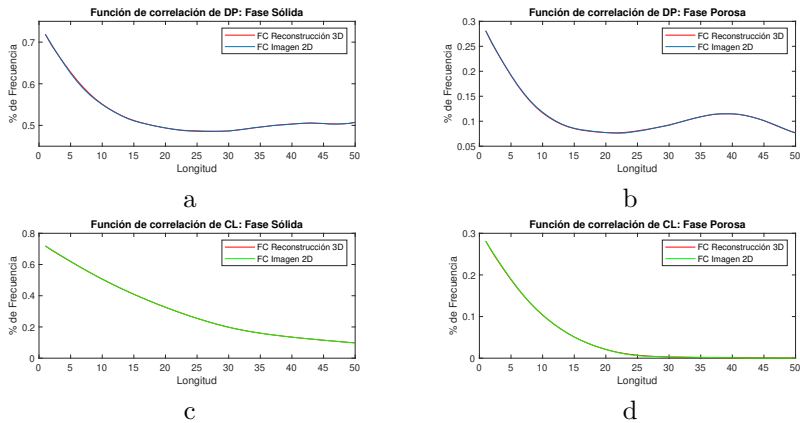 Función de correlación de DP: Fase Sólida
FC Reconstrucción 3D
FC Imagen 2D
% de Frecuencia
0.7
0.6
0.5
0 5 10 15 20 25 30 35 40 45 50
Longitud
a
Función de correlación de DP: Fase Porosa
FC Reconstrucción 3D
FC Imagen 2D
% de Frecuencia
0.3
0.25
0.2
0.15
0.1
0.05
0 5 10 15 20 25 30 35 40 45 50
Longitud
b
Función de correlación de CL: Fase Sólida
FC Reconstrucción 3D
FC Imagen 2D
% de Frecuencia
0.8
0.6
0.4
0.2
0
0 5 10 15 20 25 30 35 40 45 50
Longitud
c
Función de correlación de CL: Fase Porosa
FC Reconstrucción 3D
FC Imagen 2D
% de Frecuencia
0.3
0.2
0.1
0
0 5 10 15 20 25 30 35 40 45 50
Longitud
d